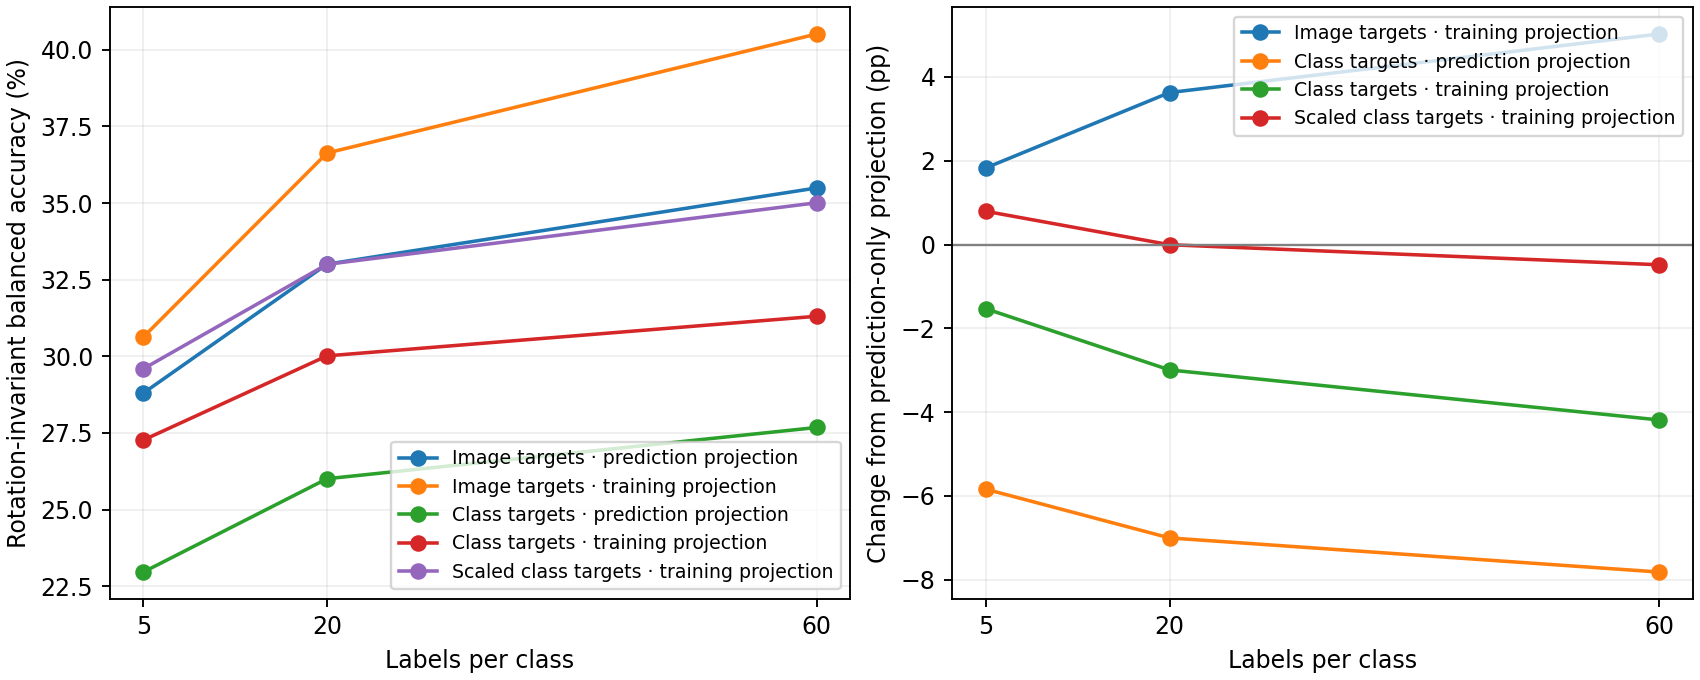 Rotation-invariant balanced accuracy (%)
40.0
37.5
35.0
32.5
30.0
27.5
25.0
22.5
Image targets · prediction projection
Image targets · training projection
Class targets · prediction projection
Class targets · training projection
Scaled class targets · training projection
5
20
60
Labels per class
Change from prediction-only projection (pp)
4
2
0
−2
−4
−6
−8
Image targets · training projection
Class targets · prediction projection
Class targets · training projection
Scaled class targets · training projection
5
20
60
Labels per class